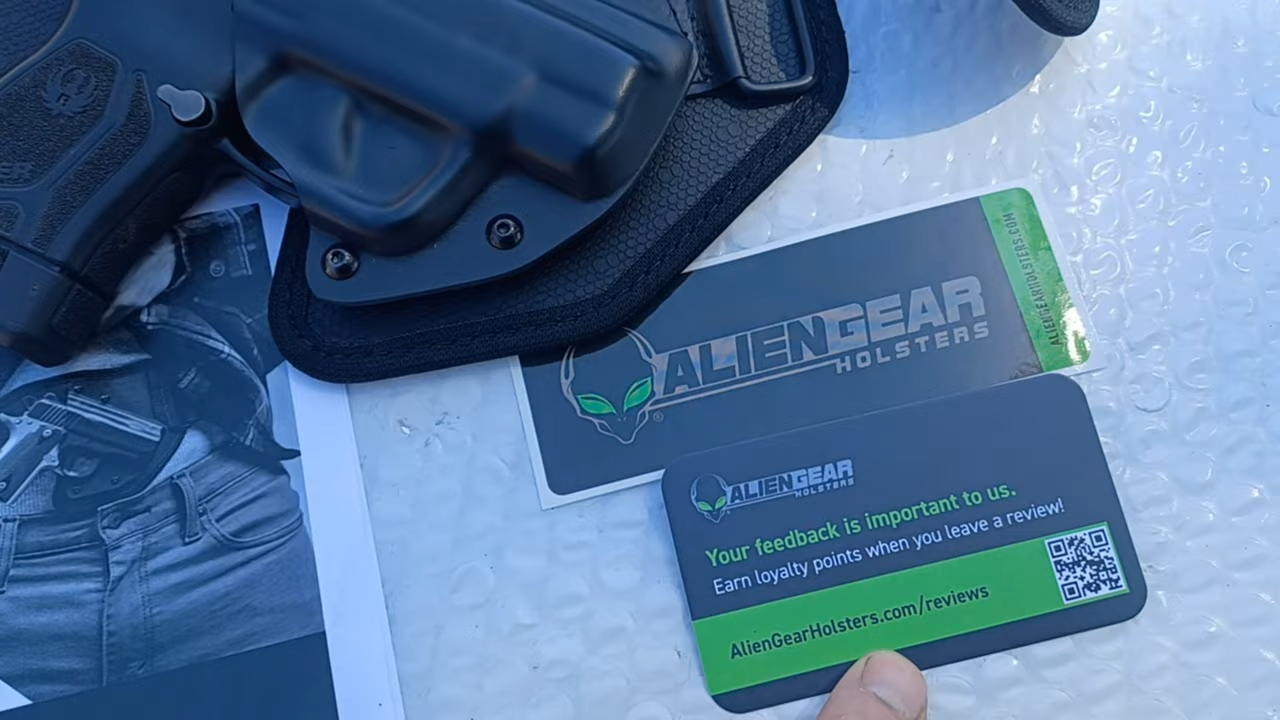 ALIENGEARHOLSTERS.COM
ALIENGEAR
HOLSTERS
®
ALIENGEAR
HOLSTERS
Your feedback is important to us.
Earn loyalty points when you leave a review!
AlienGearHolsters.com/reviews